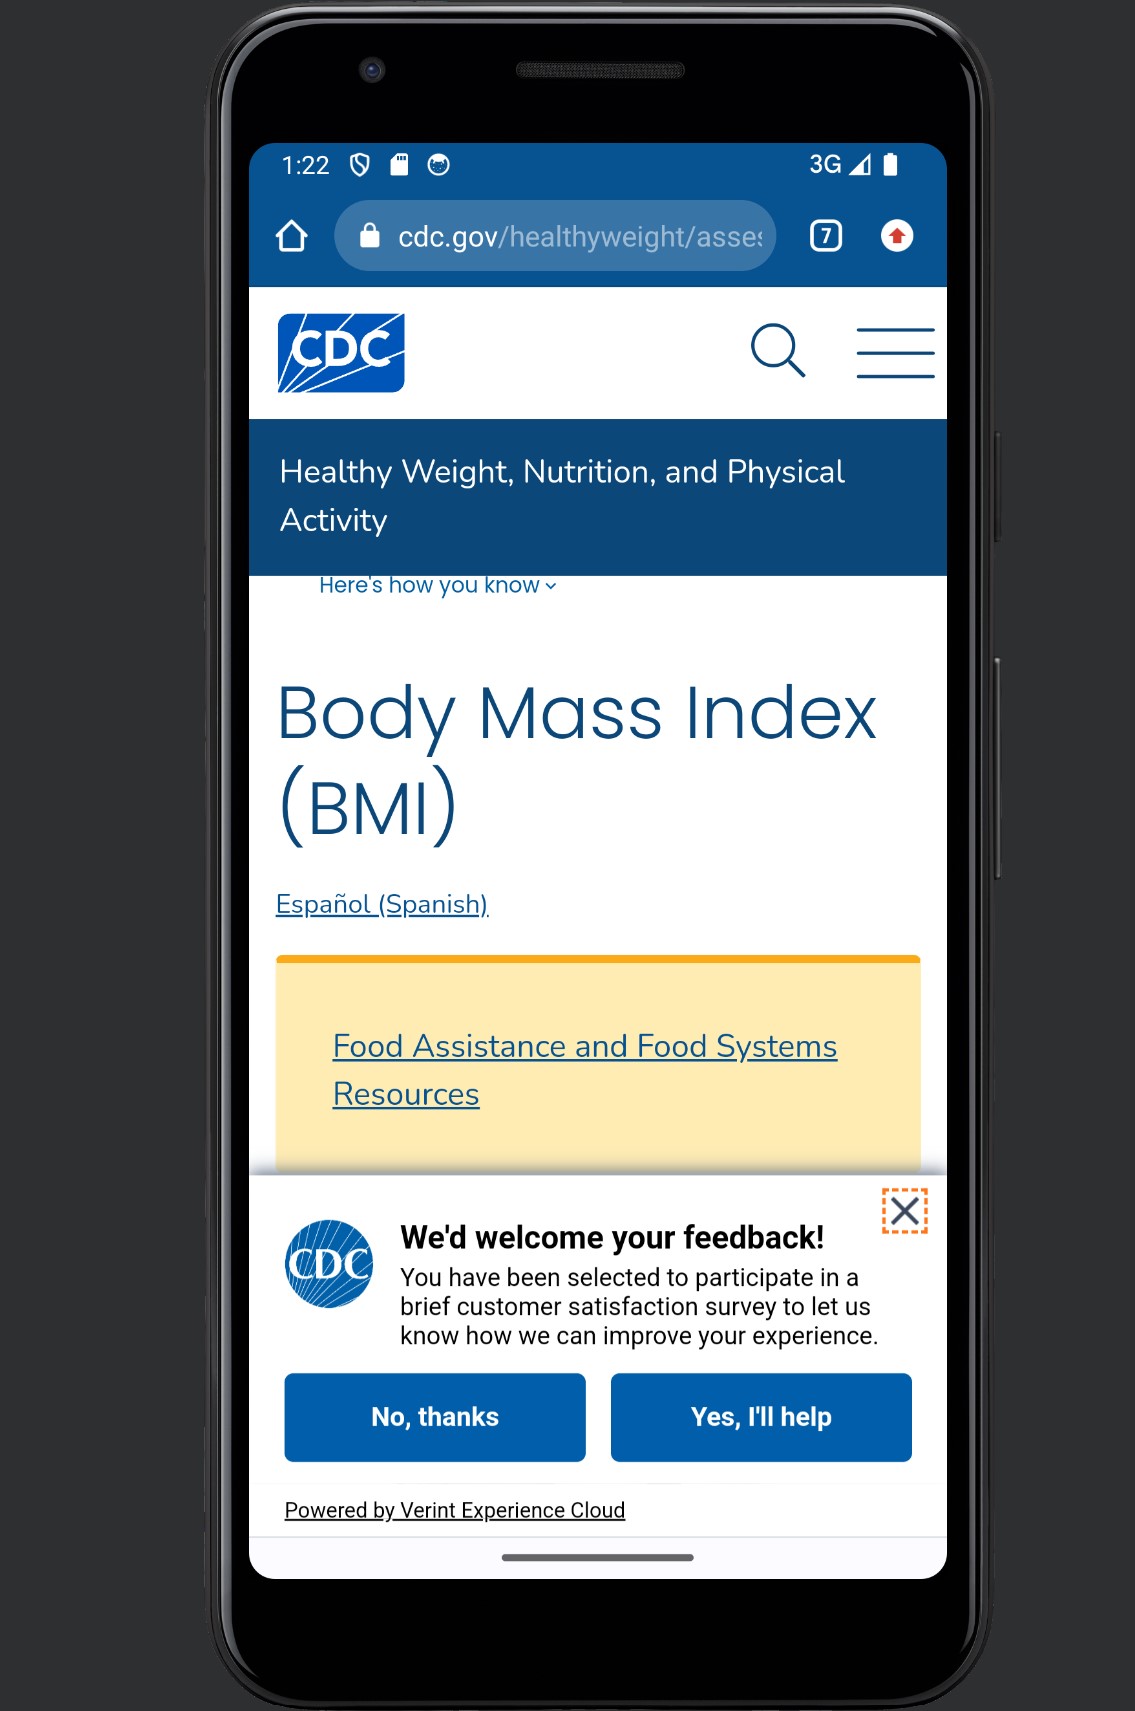 1:22
3G
cdc.gov/healthyweight/asses
7
CDC
Healthy Weight, Nutrition, and Physical
Activity
Here's how you know
Body Mass Index
(BMI)
Español (Spanish)
Food Assistance and Food Systems
Resources
CDC
We'd welcome your feedback!
You have been selected to participate in a
brief customer satisfaction survey to let us
know how we can improve your experience.
No, thanks
Yes, I'll help
Powered by Verint Experience Cloud